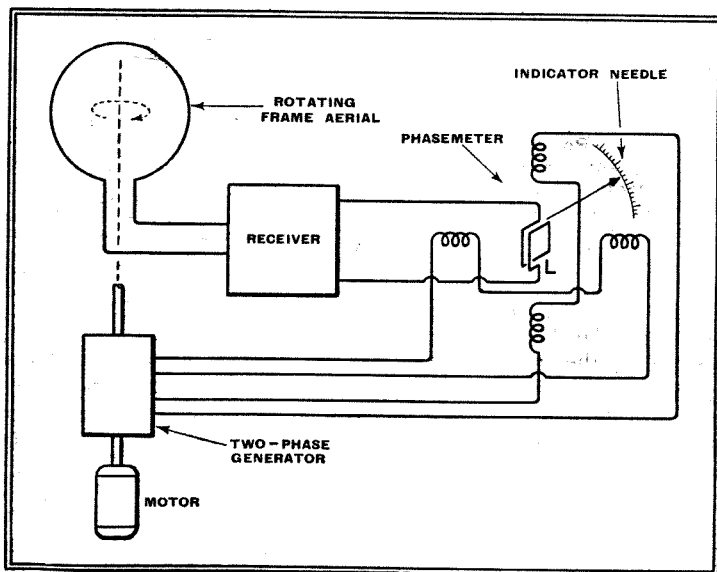 INDICATOR NEEDLE
ROTATING
FRAME AERIAL
PHASEMETER
RECEIVER
L
TWO-PHASE
GENERATOR
MOTOR